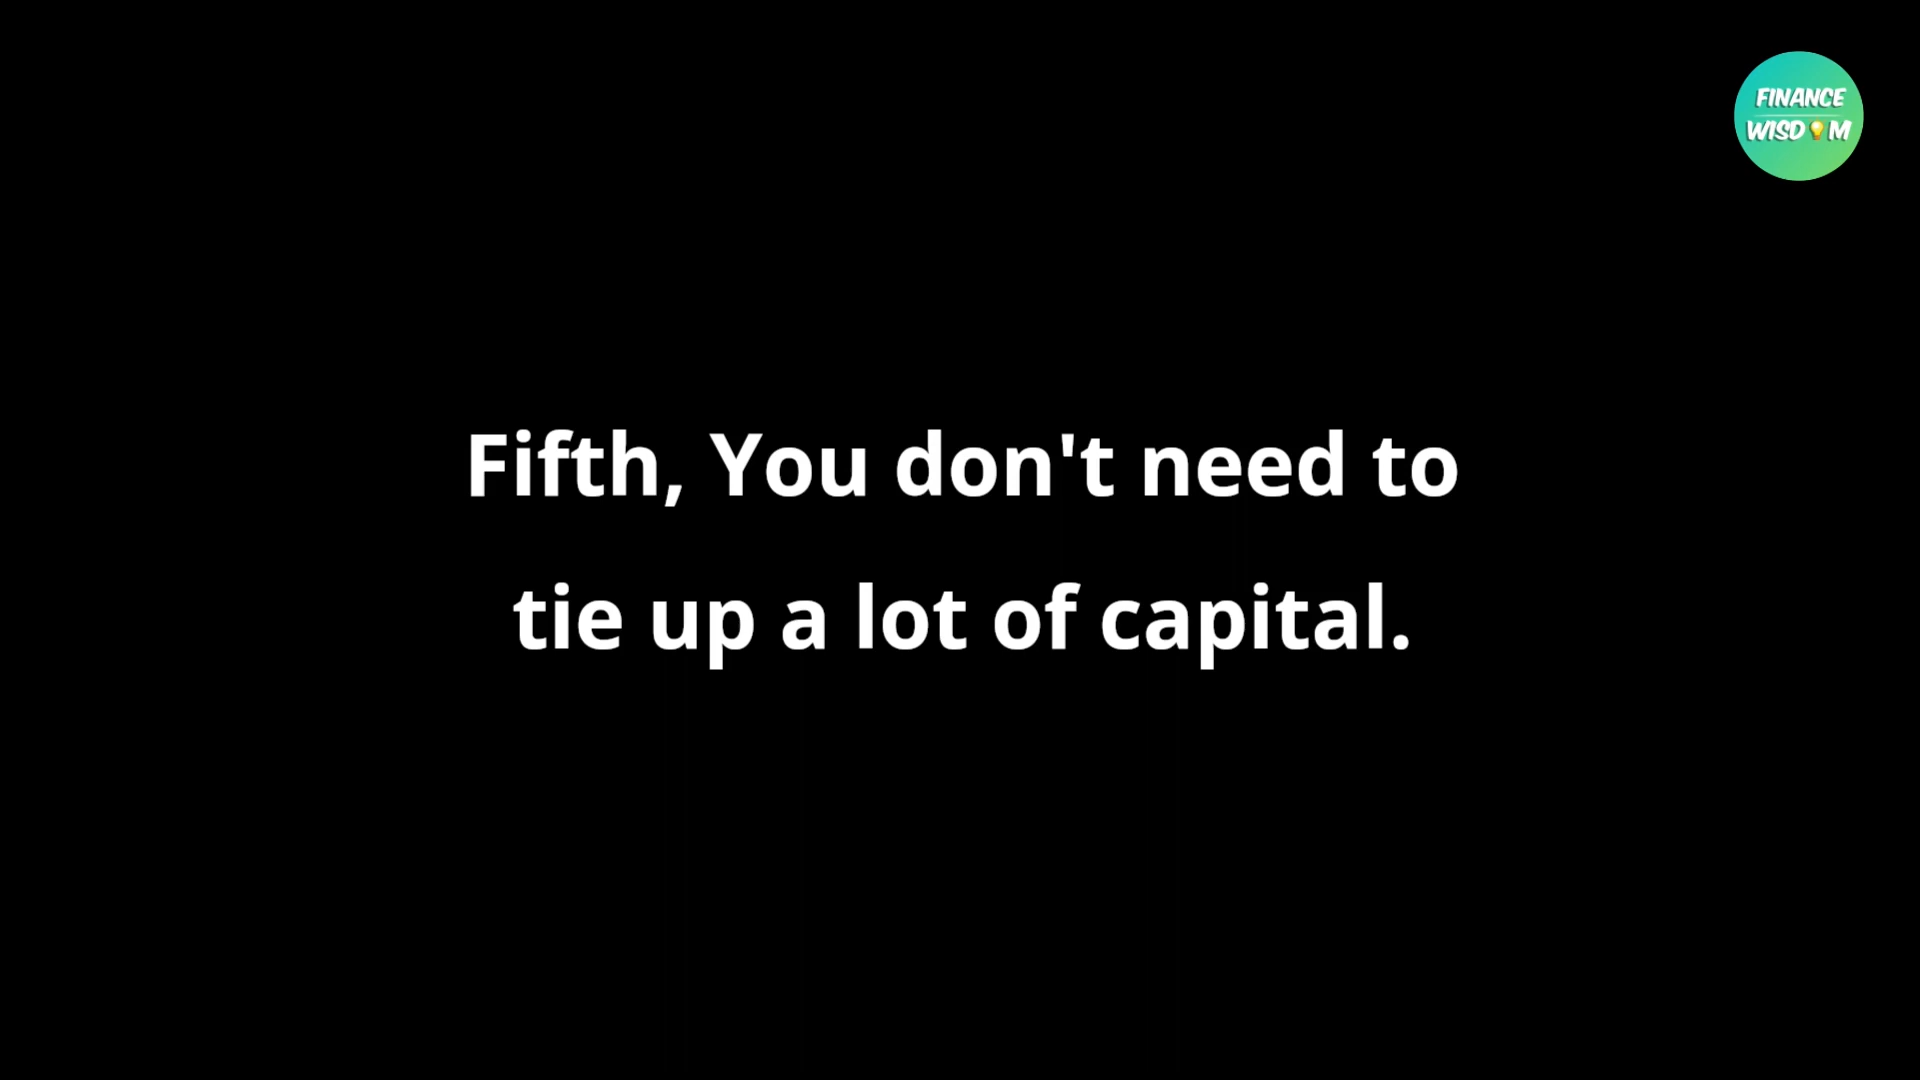 FINANCE
WISD💡M
Fifth, You don't need to
tie up a lot of capital.